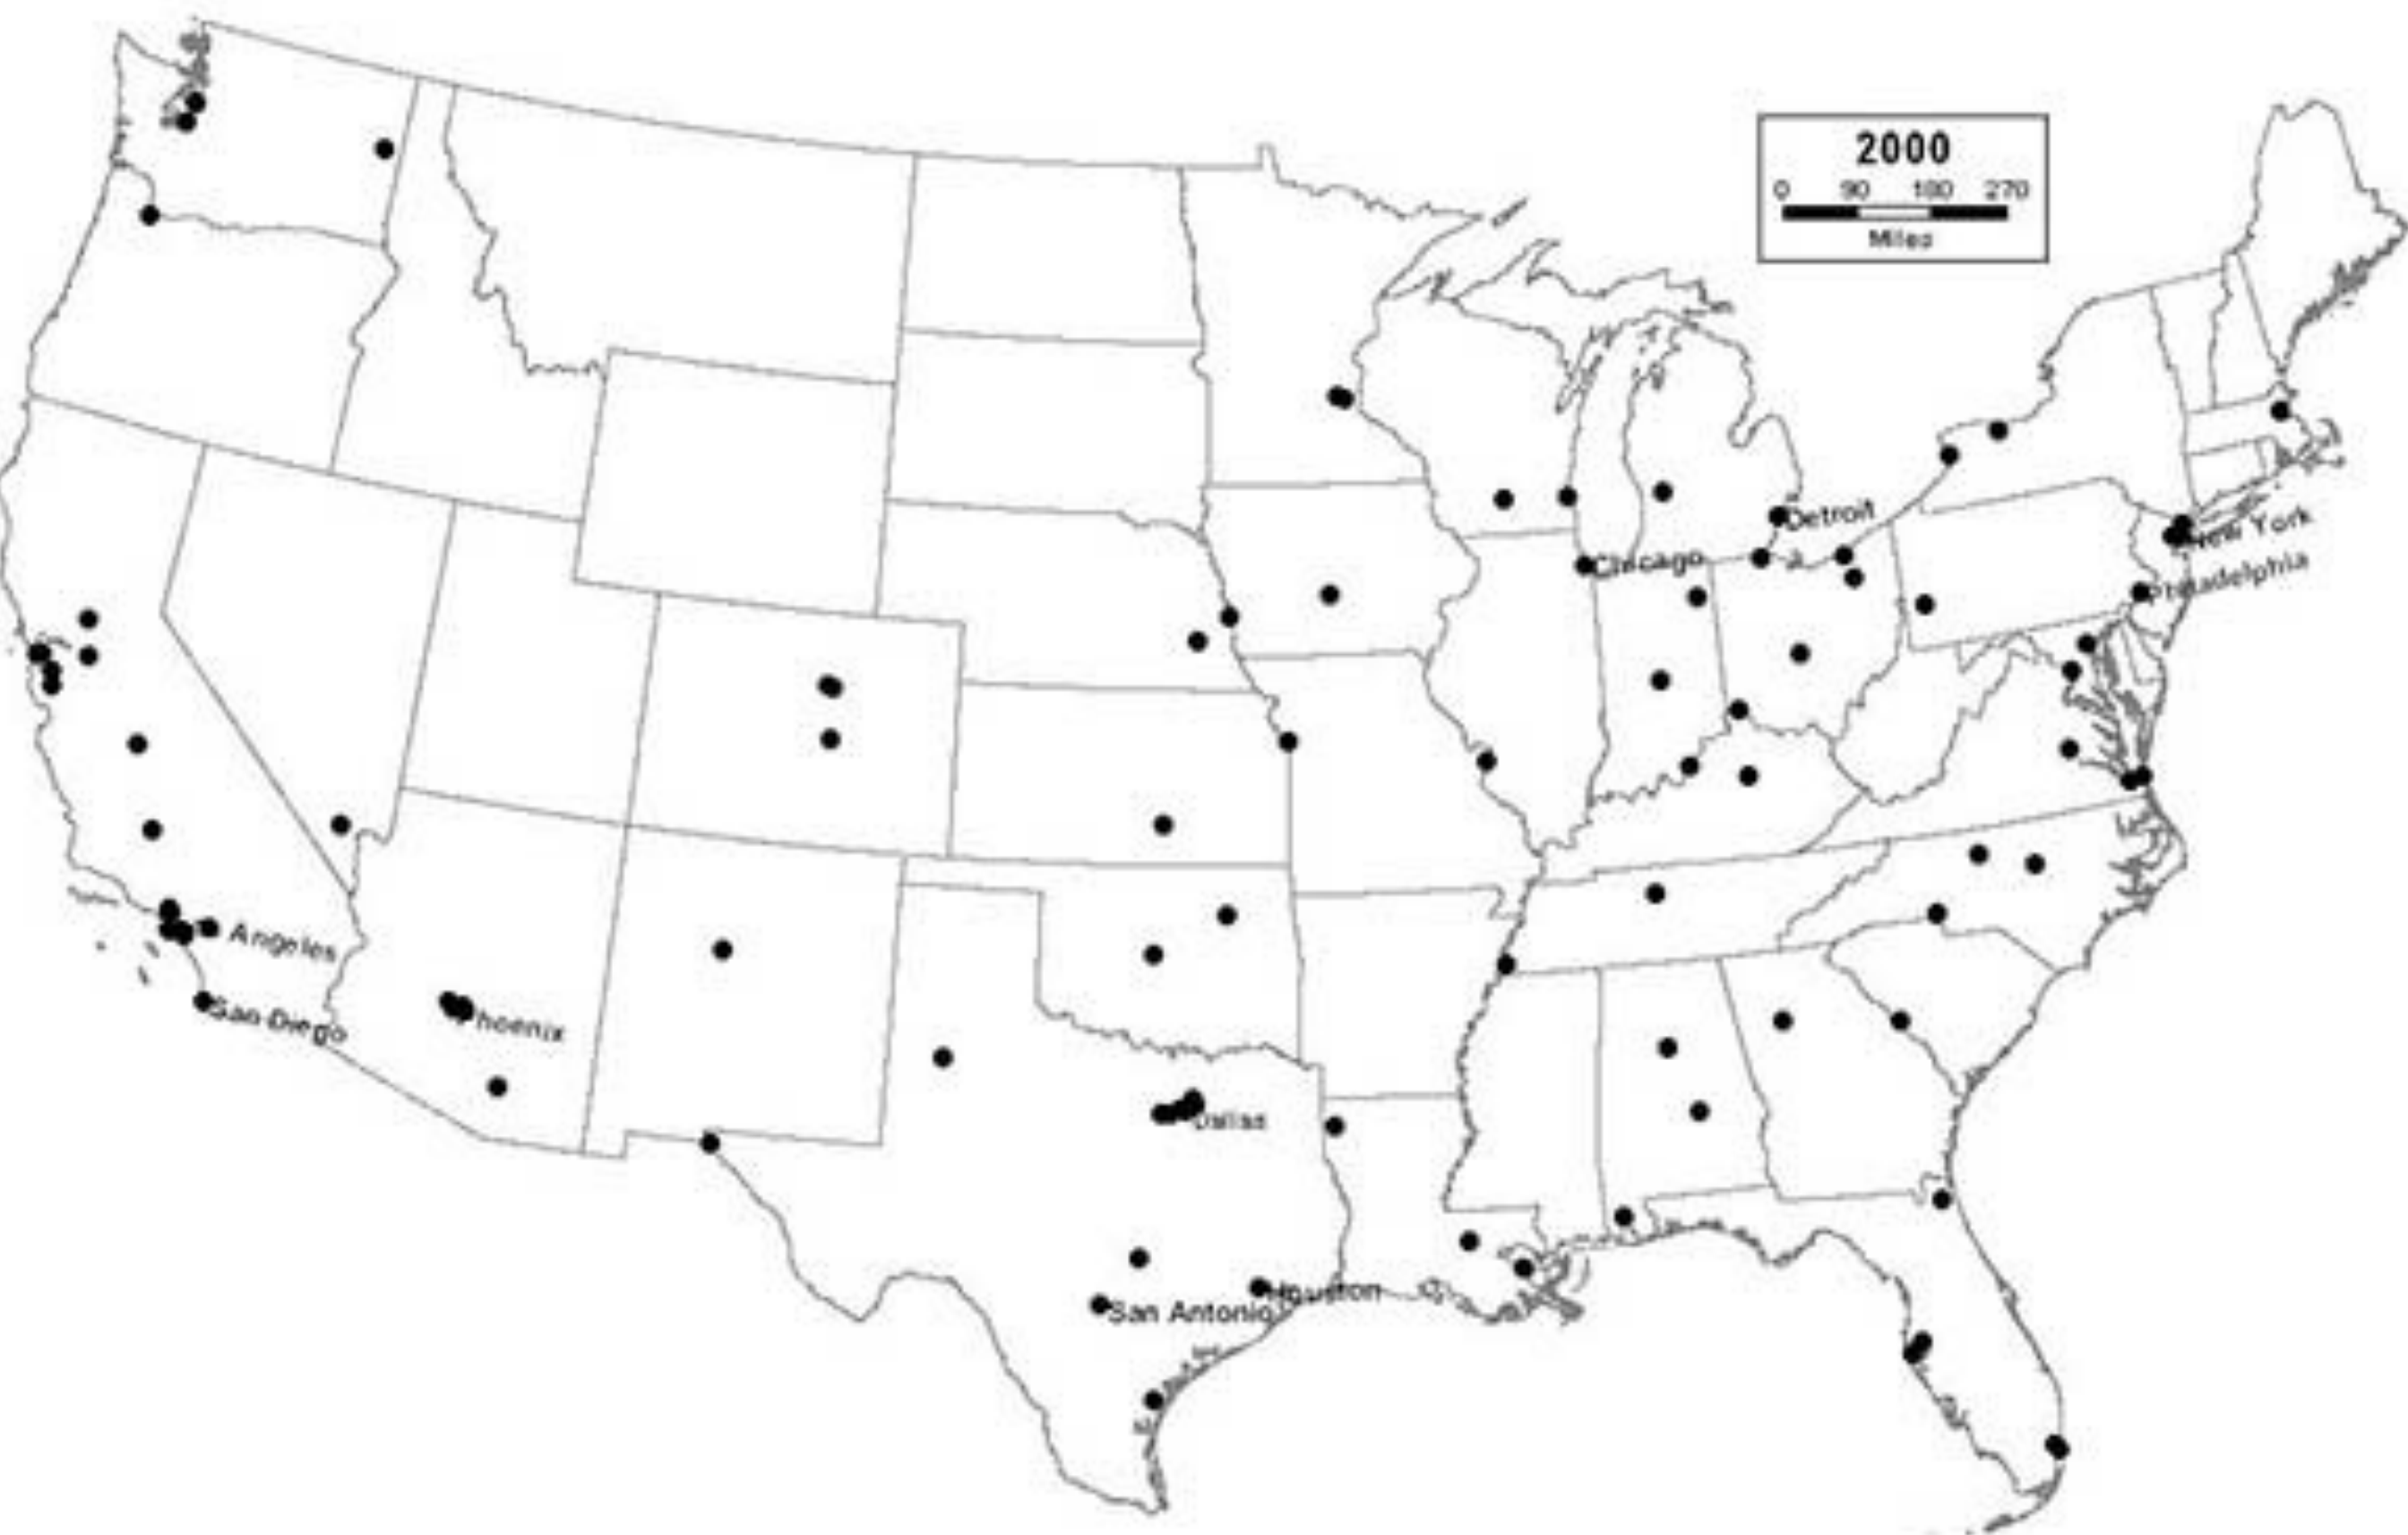 2000
0 90 180 270
Miles
Detroit
New York
Chicago
Philadelphia
Angeles
San Diego
Phoenix
Dallas
Houston
San Antonio